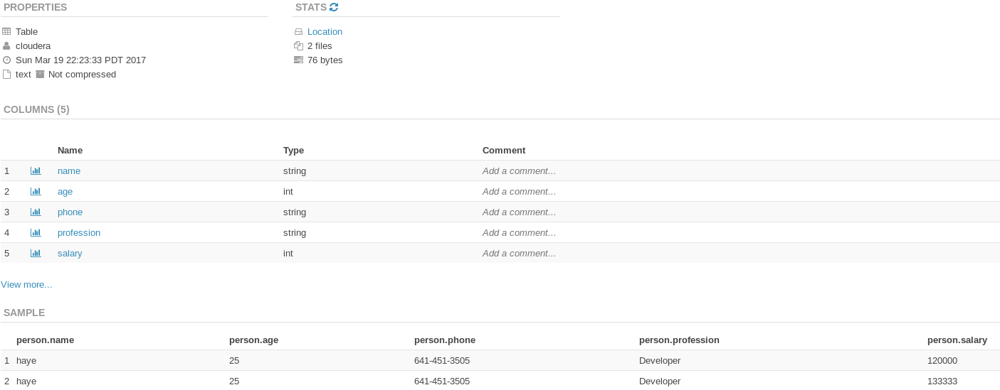 PROPERTIES
STATS
Table
Location
cloudera
2 files
Sun Mar 19 22:23:33 PDT 2017
76 bytes
text Not compressed
COLUMNS (5)
Name Type Comment
1 name string Add a comment...
2 age int Add a comment...
3 phone string Add a comment...
4 profession string Add a comment...
5 salary int Add a comment...
View more...
SAMPLE
person.name person.age person.phone person.profession person.salary
1 haye 25 641-451-3505 Developer 120000
2 haye 25 641-451-3505 Developer 133333